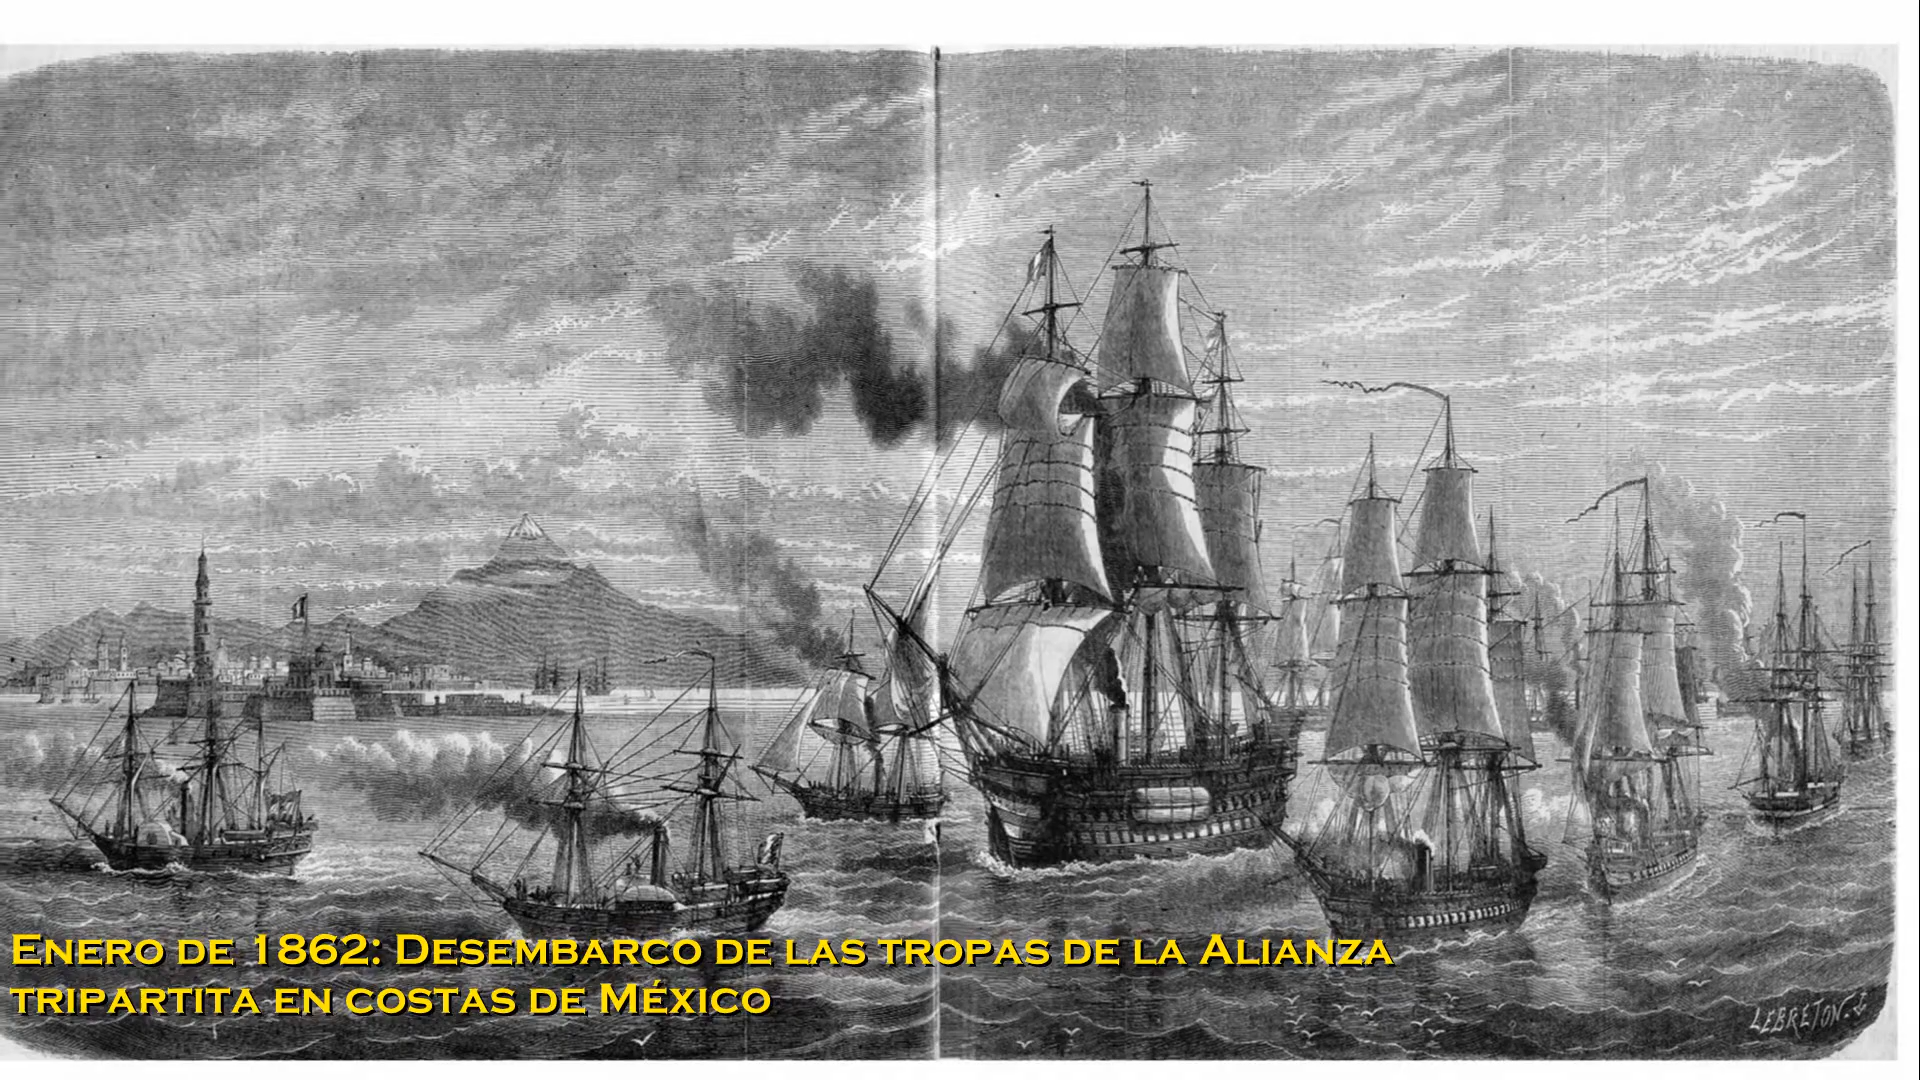 Enero de 1862: Desembarco de las tropas de la Alianza
tripartita en costas de México
LEBRETON